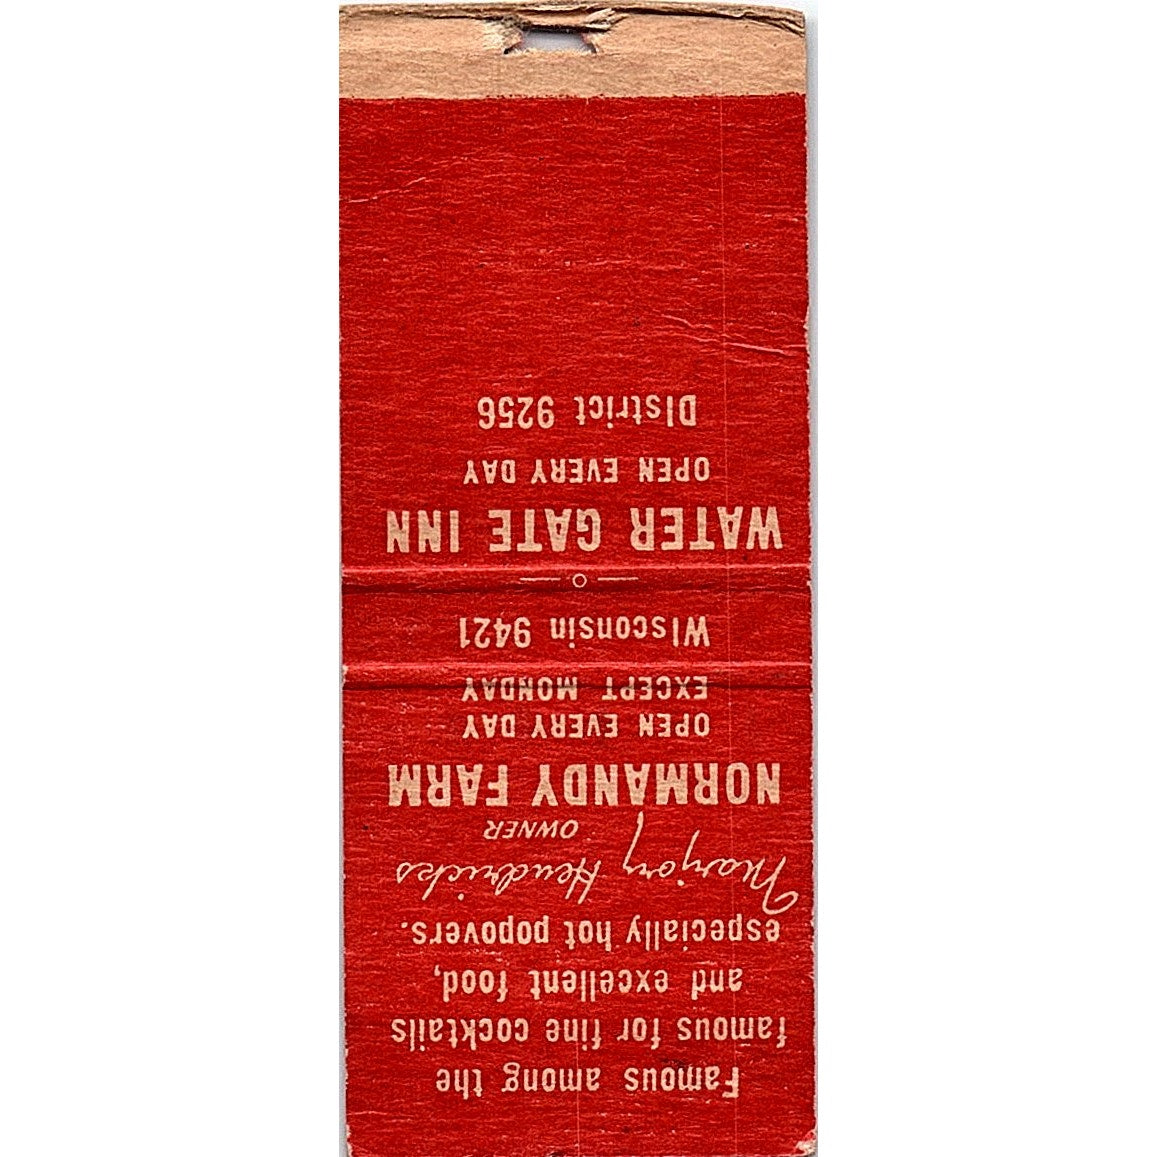 Famous among the
famous for fine cocktails
and excellent food,
especially hot popovers.
Marjory Hendricks
OWNER
NORMANDY FARM
OPEN EVERY DAY
EXCEPT MONDAY
WIsconsin 9421
WATER GATE INN
OPEN EVERY DAY
DIstrict 9256